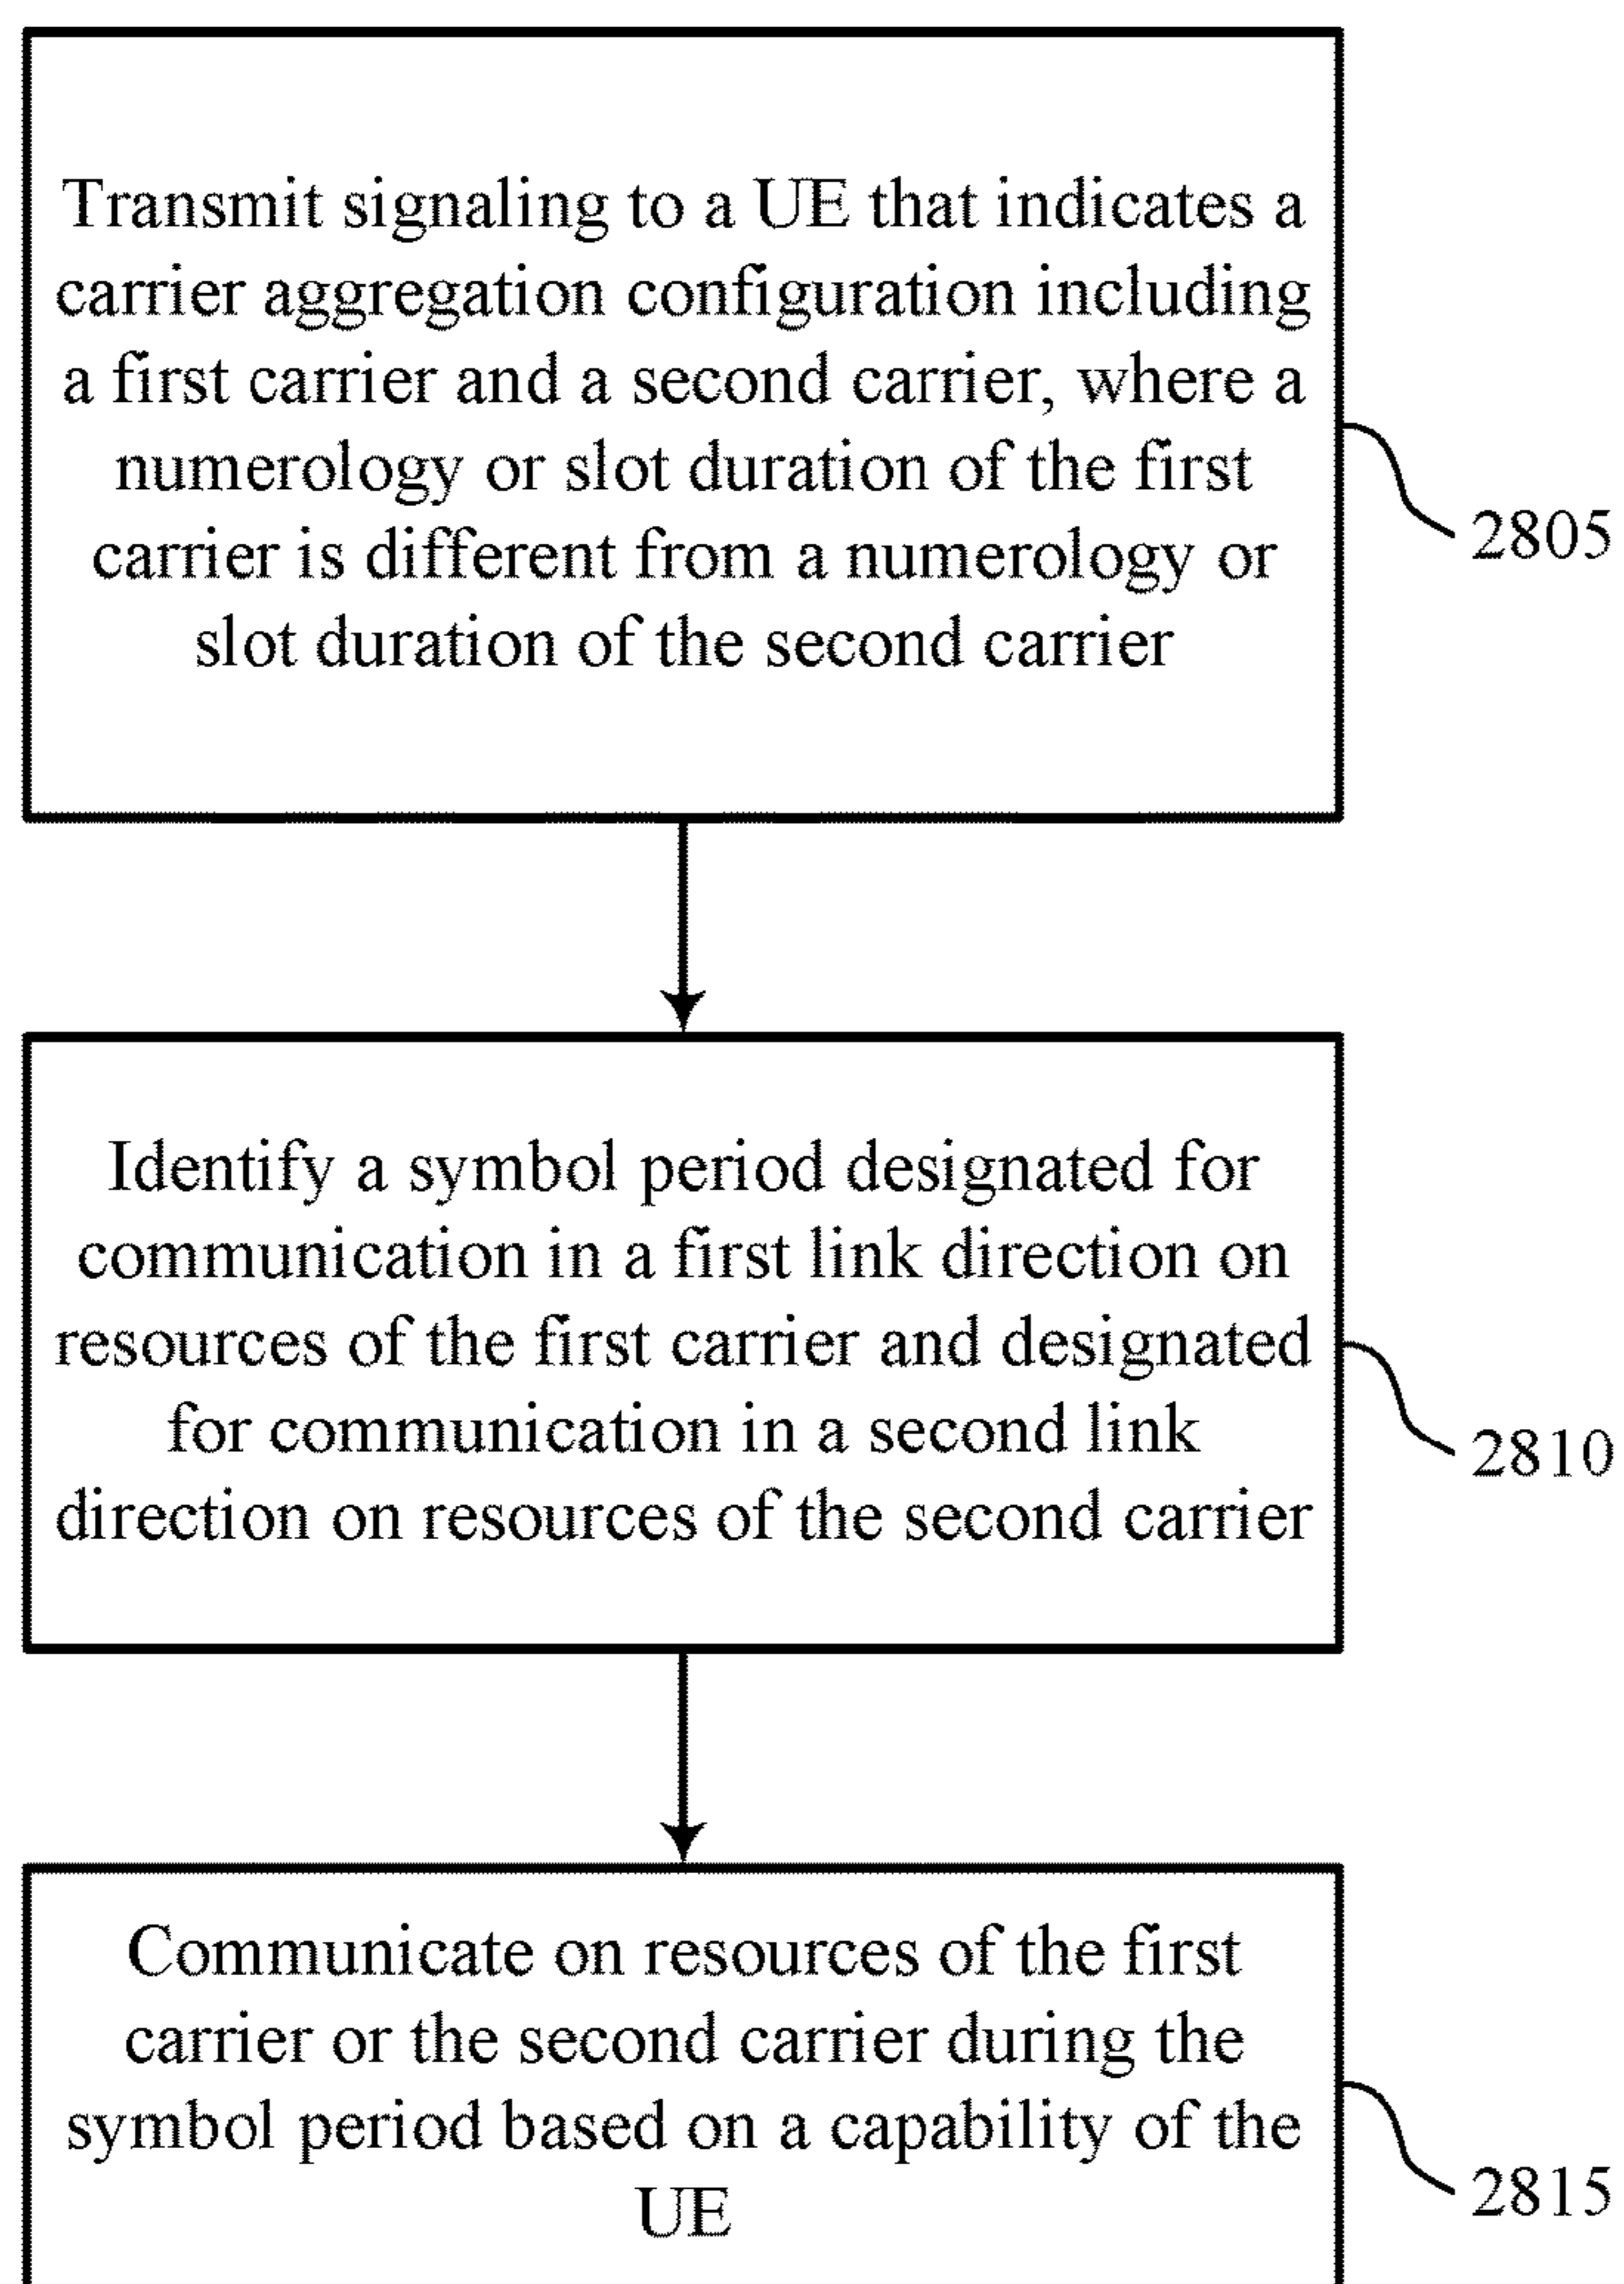 Transmit signaling to a UE that indicates a
carrier aggregation configuration including
a first carrier and a second carrier, where a
numerology or slot duration of the first
carrier is different from a numerology or
slot duration of the second carrier
2805
Identify a symbol period designated for
communication in a first link direction on
resources of the first carrier and designated
for communication in a second link
direction on resources of the second carrier
2810
Communicate on resources of the first
carrier or the second carrier during the
symbol period based on a capability of the
UE
2815